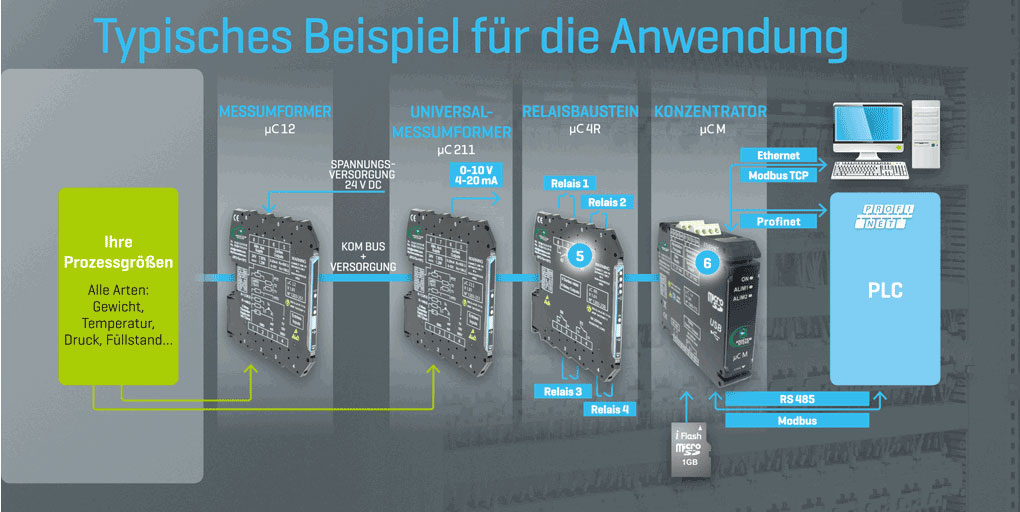 Typisches Beispiel für die Anwendung
MESSUMFORMER
µC 12
UNIVERSAL-
MESSUMFORMER
µC 211
RELAISBAUSTEIN
µC 4R
KONZENTRATOR
µC M
SPANNUNGS-
VERSORGUNG
24 V DC
0-10 V
4-20 mA
Relais 1
Relais 2
Ethernet
Modbus TCP
Profinet
PROFI
NET
Ihre
Prozessgrößen
Alle Arten:
Gewicht,
Temperatur,
Druck, Füllstand...
KOM BUS
+
VERSORGUNG
5
6
ON
ALIM1
ALIM2
micro
USB
µC M
PLC
Relais 3
Relais 4
RS 485
Modbus
i Flash
micro
1GB